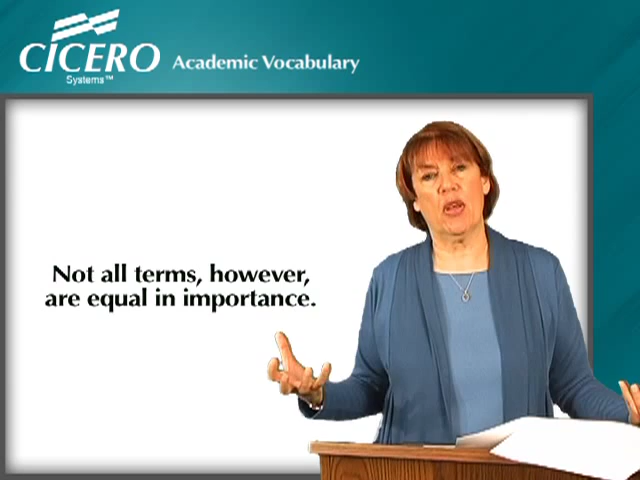 CICERO
Systems™
Academic Vocabulary
Not all terms, however,
are equal in importance.